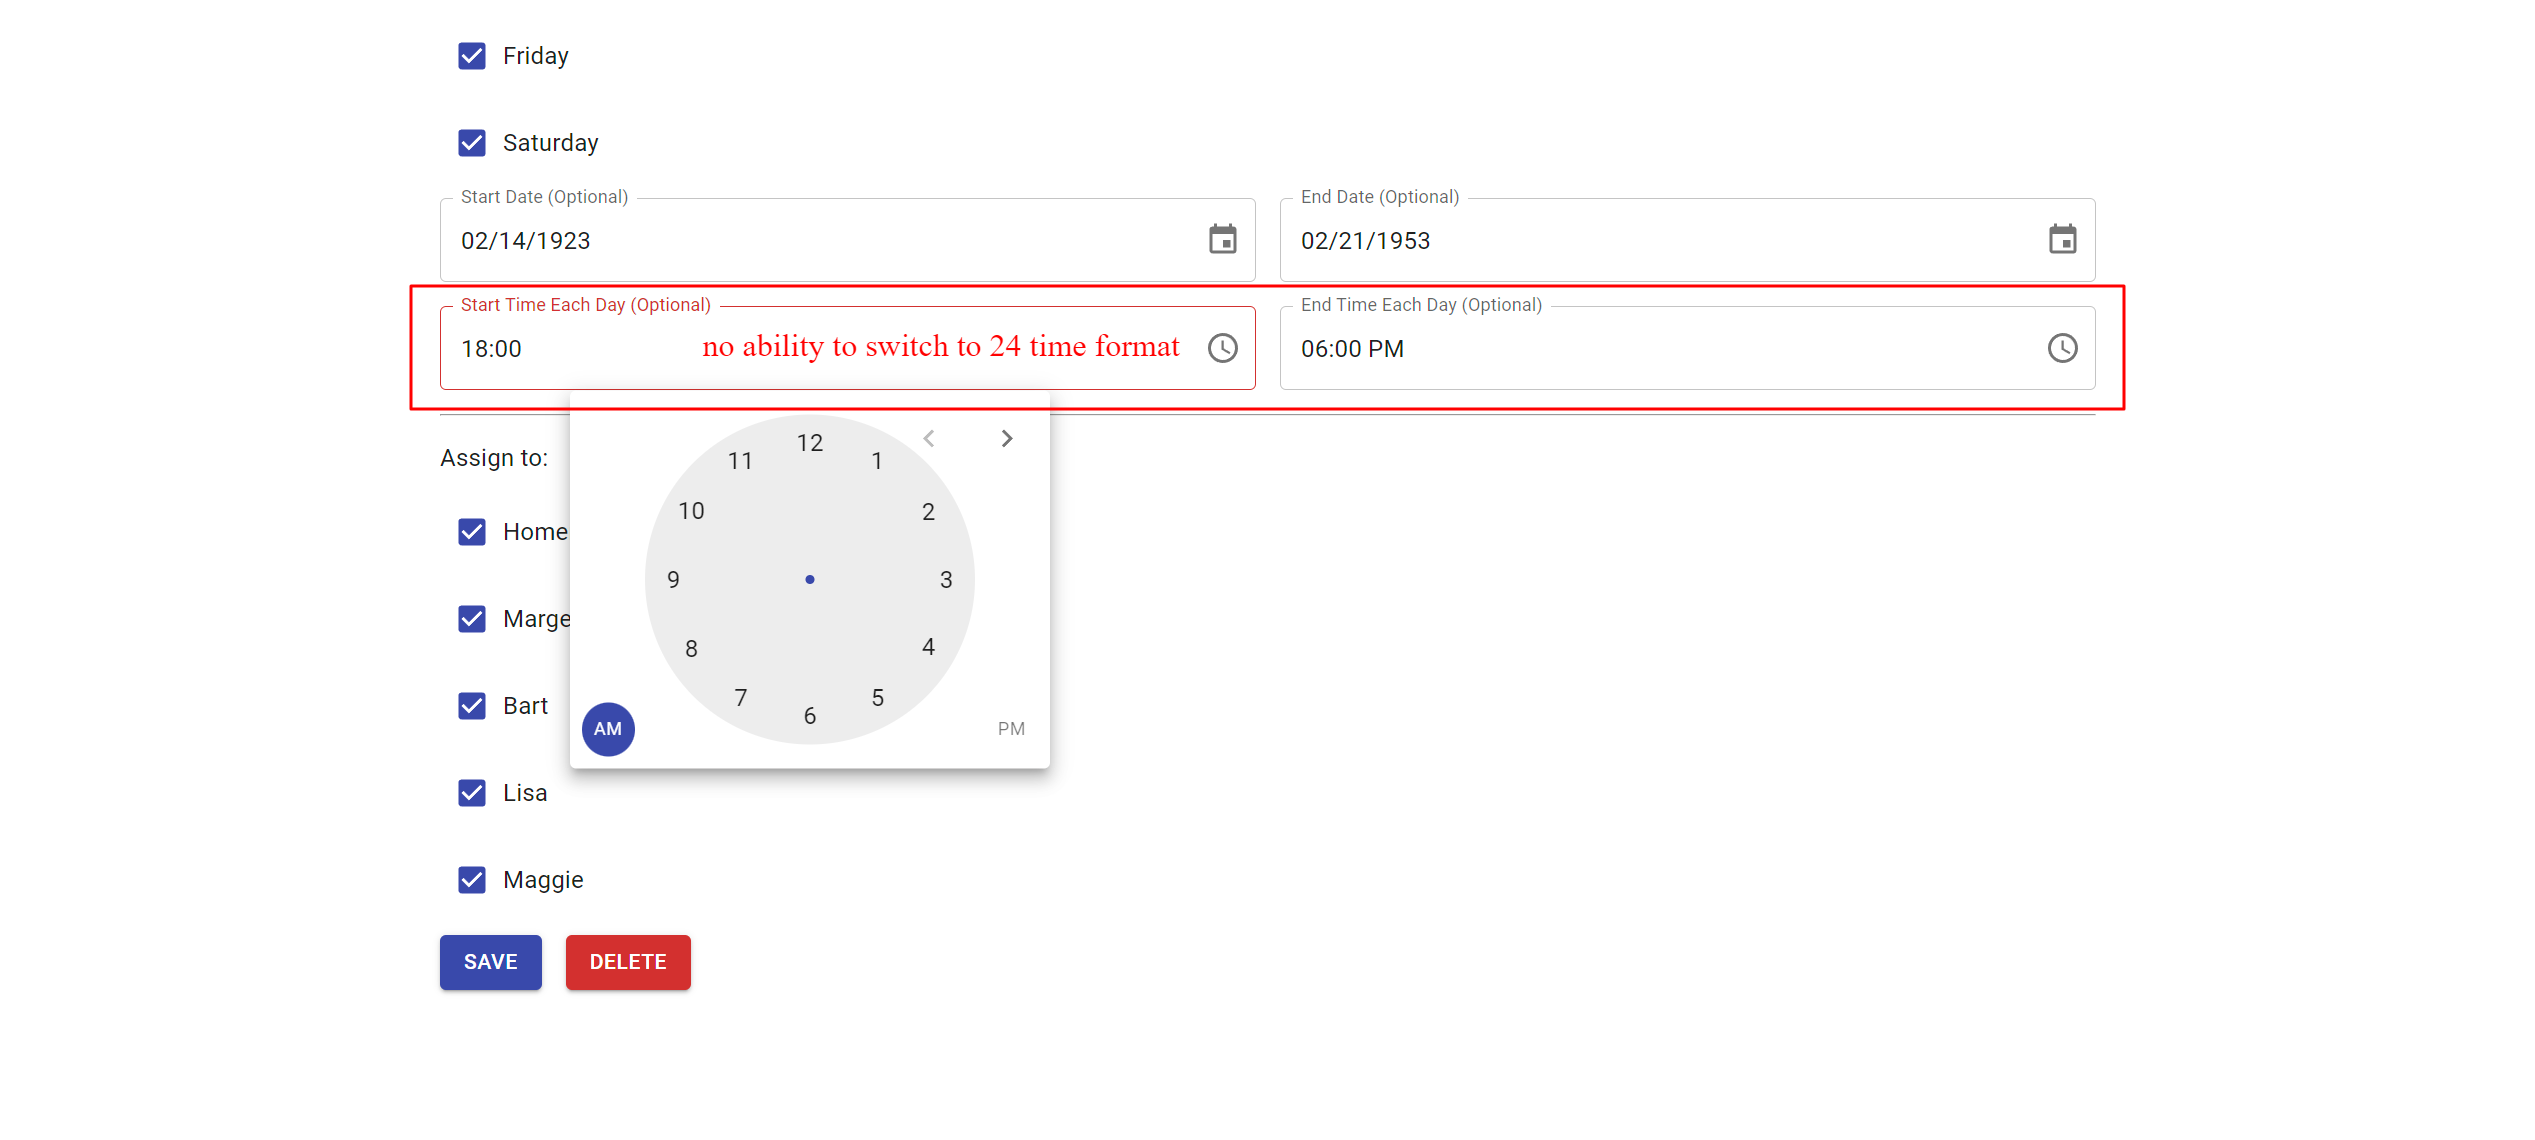 Friday
Saturday
Start Date (Optional)
02/14/1923
End Date (Optional)
02/21/1953
Start Time Each Day (Optional)
18:00
no ability to switch to 24 time format
End Time Each Day (Optional)
06:00 PM
12
11
1
10
2
9
3
8
4
7
5
6
AM
PM
Assign to:
Home
Marge
Bart
Lisa
Maggie
SAVE
DELETE